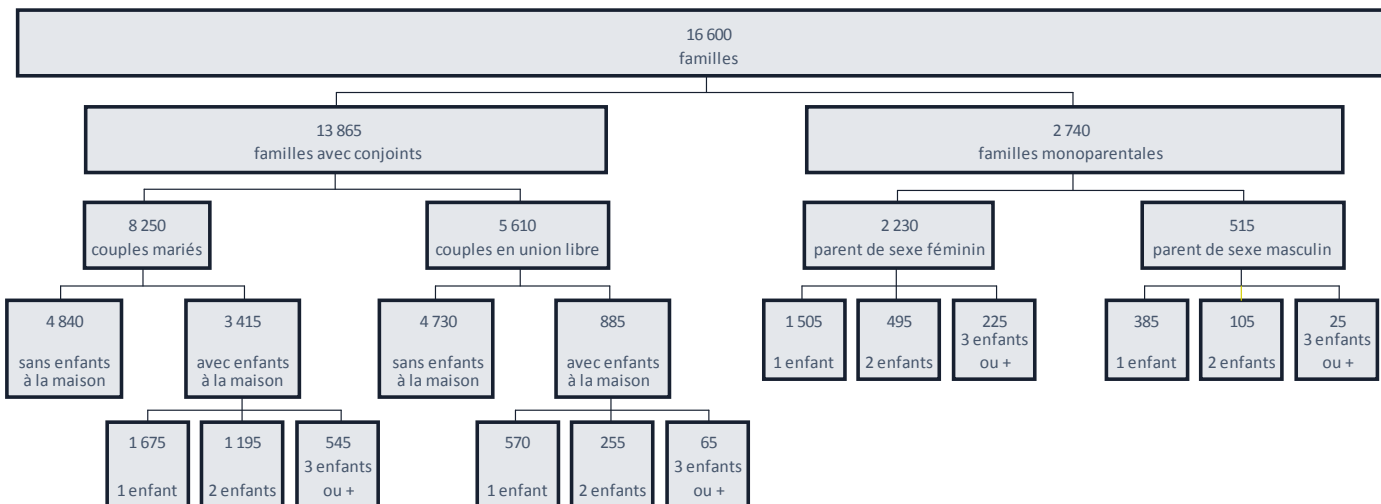 16 600
familles
13 865
familles avec conjoints
2 740
familles monoparentales
8 250
couples mariés
5 610
couples en union libre
2 230
parent de sexe féminin
515
parent de sexe masculin
4 840
sans enfants
à la maison
3 415
avec enfants
à la maison
4 730
sans enfants
à la maison
885
avec enfants
à la maison
1 505
1 enfant
495
2 enfants
225
3 enfants
ou +
385
1 enfant
105
2 enfants
25
3 enfants
ou +
1 675
1 enfant
1 195
2 enfants
545
3 enfants
ou +
570
1 enfant
255
2 enfants
65
3 enfants
ou +